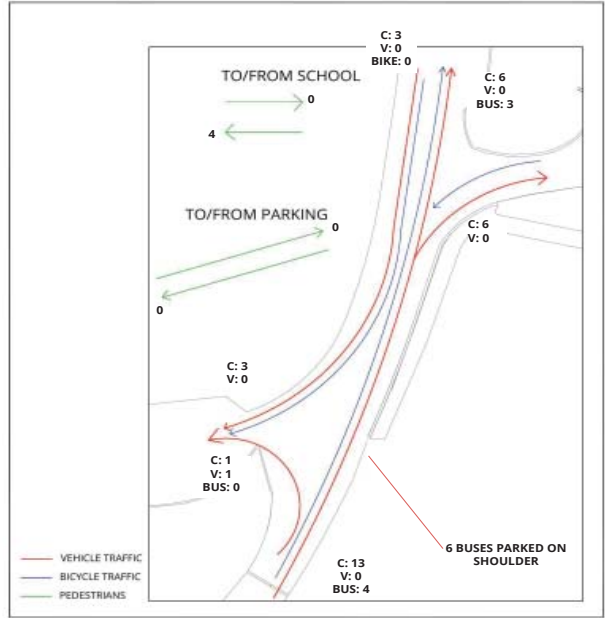 C: 3
V: 0
BIKE: 0
TO/FROM SCHOOL
0
4
C: 6
V: 0
BUS: 3
TO/FROM PARKING
0
0
C: 6
V: 0
C: 3
V: 0
C: 1
V: 1
BUS: 0
6 BUSES PARKED ON
SHOULDER
C: 13
V: 0
BUS: 4
VEHICLE TRAFFIC
BICYCLE TRAFFIC
PEDESTRIANS